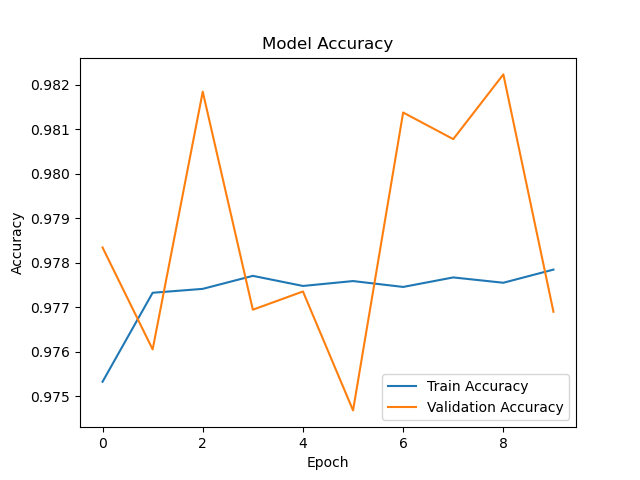 Model Accuracy
Accuracy
0.982
0.981
0.980
0.979
0.978
0.977
0.976
0.975
Train Accuracy
Validation Accuracy
0 2 4 6 8
Epoch